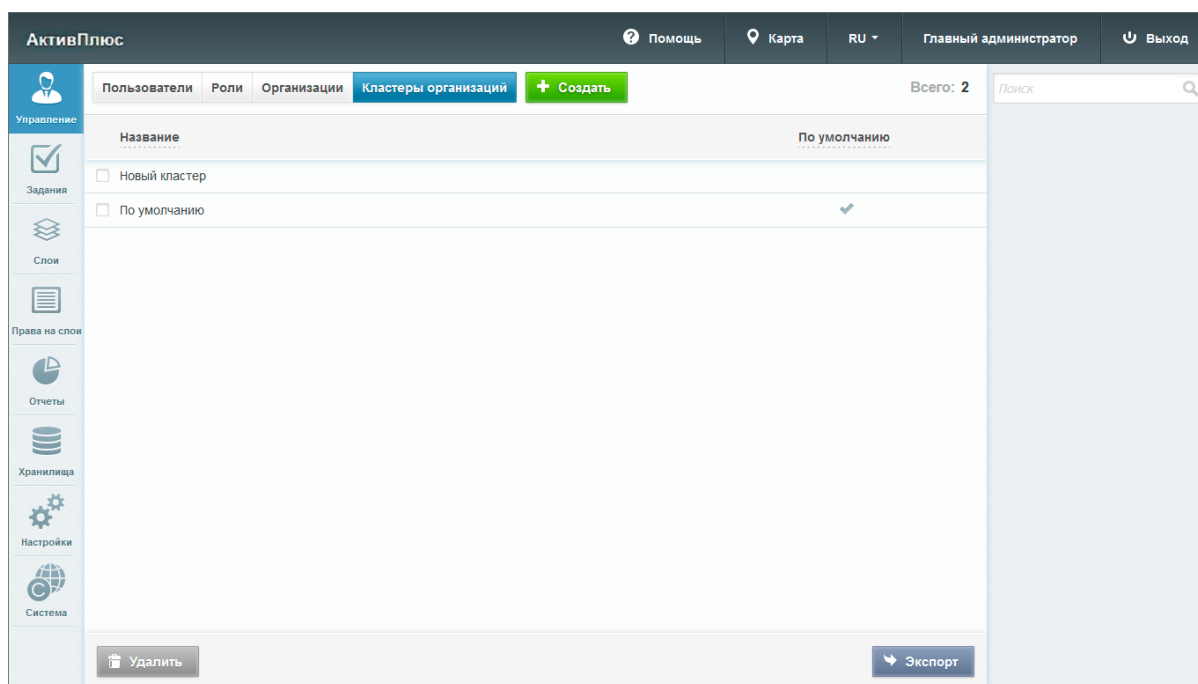 АктивПлюс Помощь Карта RU Главный администратор Выход
Пользователи Роли Организации Кластеры организаций Создать Всего: 2 Поиск
Управление
Название По умолчанию
Новый кластер
Задания
По умолчанию
Слои
Права на слои
Отчеты
Хранилища
Настройки
Система
Удалить Экспорт